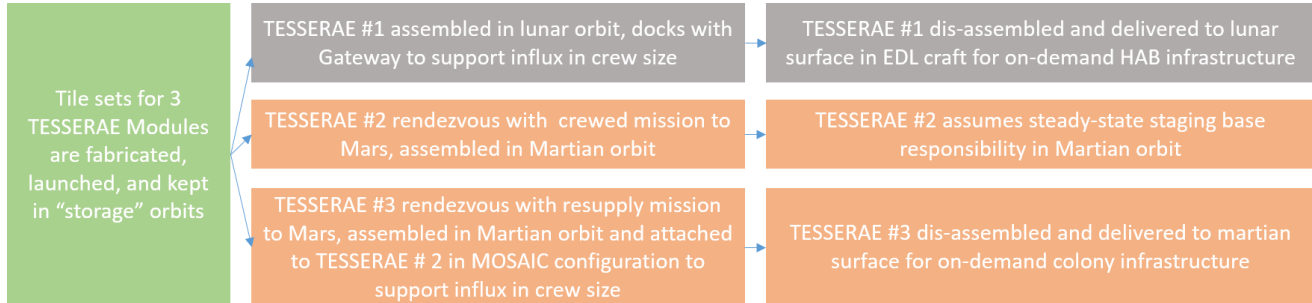 Tile sets for 3
TESSERAE Modules
are fabricated,
launched, and kept
in “storage” orbits
TESSERAE #1 assembled in lunar orbit, docks with
Gateway to support influx in crew size
TESSERAE #1 dis-assembled and delivered to lunar
surface in EDL craft for on-demand HAB infrastructure
TESSERAE #2 rendezvous with  crewed mission to
Mars, assembled in Martian orbit
TESSERAE #2 assumes steady-state staging base
responsibility in Martian orbit
TESSERAE #3 rendezvous with resupply mission
to Mars, assembled in Martian orbit and attached
to TESSERAE # 2 in MOSAIC configuration to
support influx in crew size
TESSERAE #3 dis-assembled and delivered to martian
surface for on-demand colony infrastructure